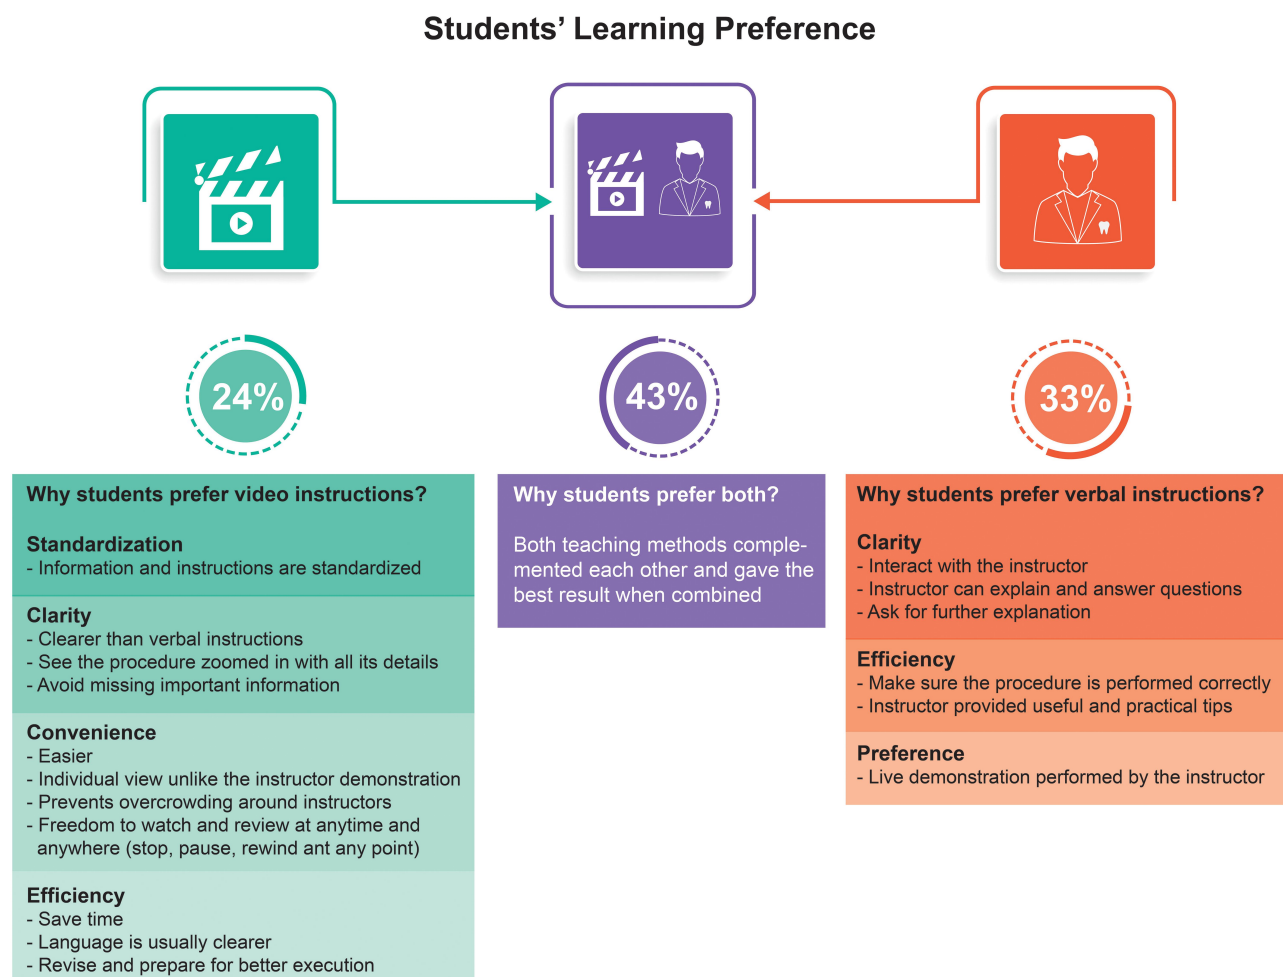 Students’ Learning Preference
24%
43%
33%
Why students prefer video instructions?
Standardization
- Information and instructions are standardized
Clarity
- Clearer than verbal instructions
- See the procedure zoomed in with all its details
- Avoid missing important information
Convenience
- Easier
- Individual view unlike the instructor demonstration
- Prevents overcrowding around instructors
- Freedom to watch and review at anytime and
anywhere (stop, pause, rewind ant any point)
Efficiency
- Save time
- Language is usually clearer
- Revise and prepare for better execution
Why students prefer both?
Both teaching methods comple-
mented each other and gave the
best result when combined
Why students prefer verbal instructions?
Clarity
- Interact with the instructor
- Instructor can explain and answer questions
- Ask for further explanation
Efficiency
- Make sure the procedure is performed correctly
- Instructor provided useful and practical tips
Preference
- Live demonstration performed by the instructor